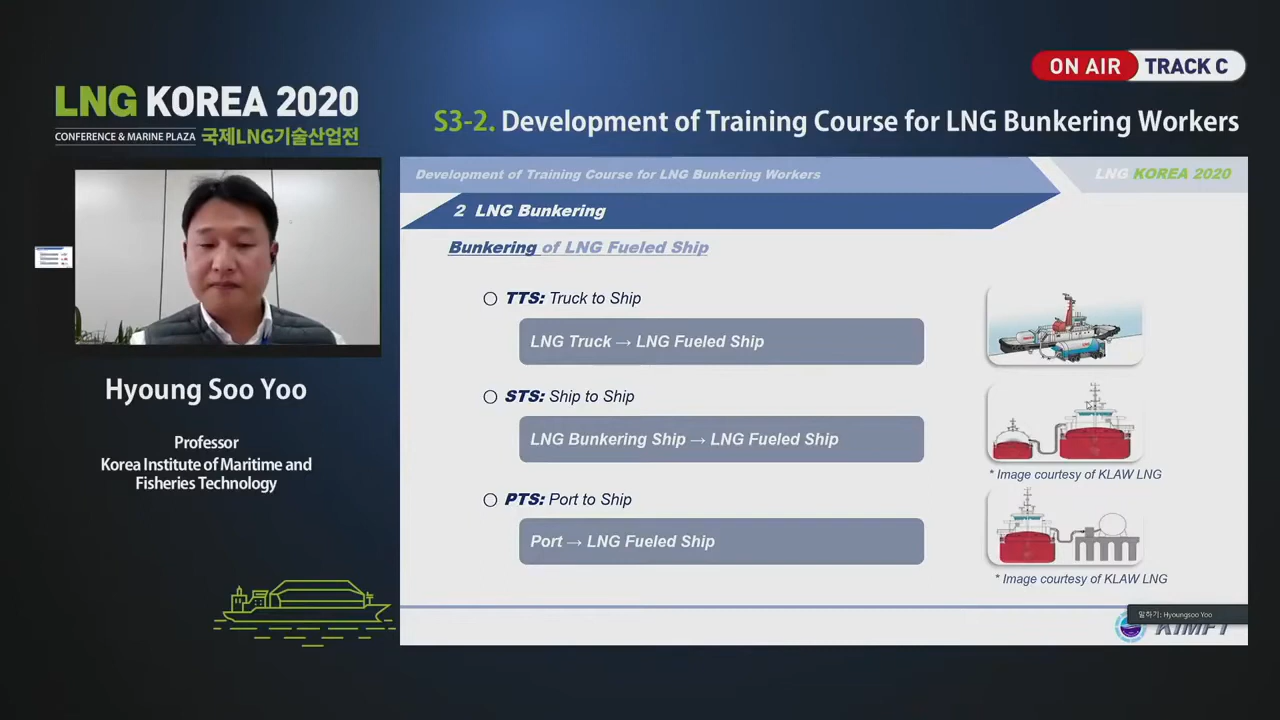 ON AIR TRACK C
LNG KOREA 2020
CONFERENCE & MARINE PLAZA 국제LNG기술산업전
S3-2. Development of Training Course for LNG Bunkering Workers
Development of Training Course for LNG Bunkering Workers
LNG KOREA 2020
2 LNG Bunkering
Bunkering of LNG Fueled Ship
TTS: Truck to Ship
LNG Truck → LNG Fueled Ship
STS: Ship to Ship
LNG Bunkering Ship → LNG Fueled Ship
* Image courtesy of KLAW LNG
PTS: Port to Ship
Port → LNG Fueled Ship
* Image courtesy of KLAW LNG
말하기: Hyoungsoo Yoo
KIMFT
Hyoung Soo Yoo
Professor
Korea Institute of Maritime and
Fisheries Technology